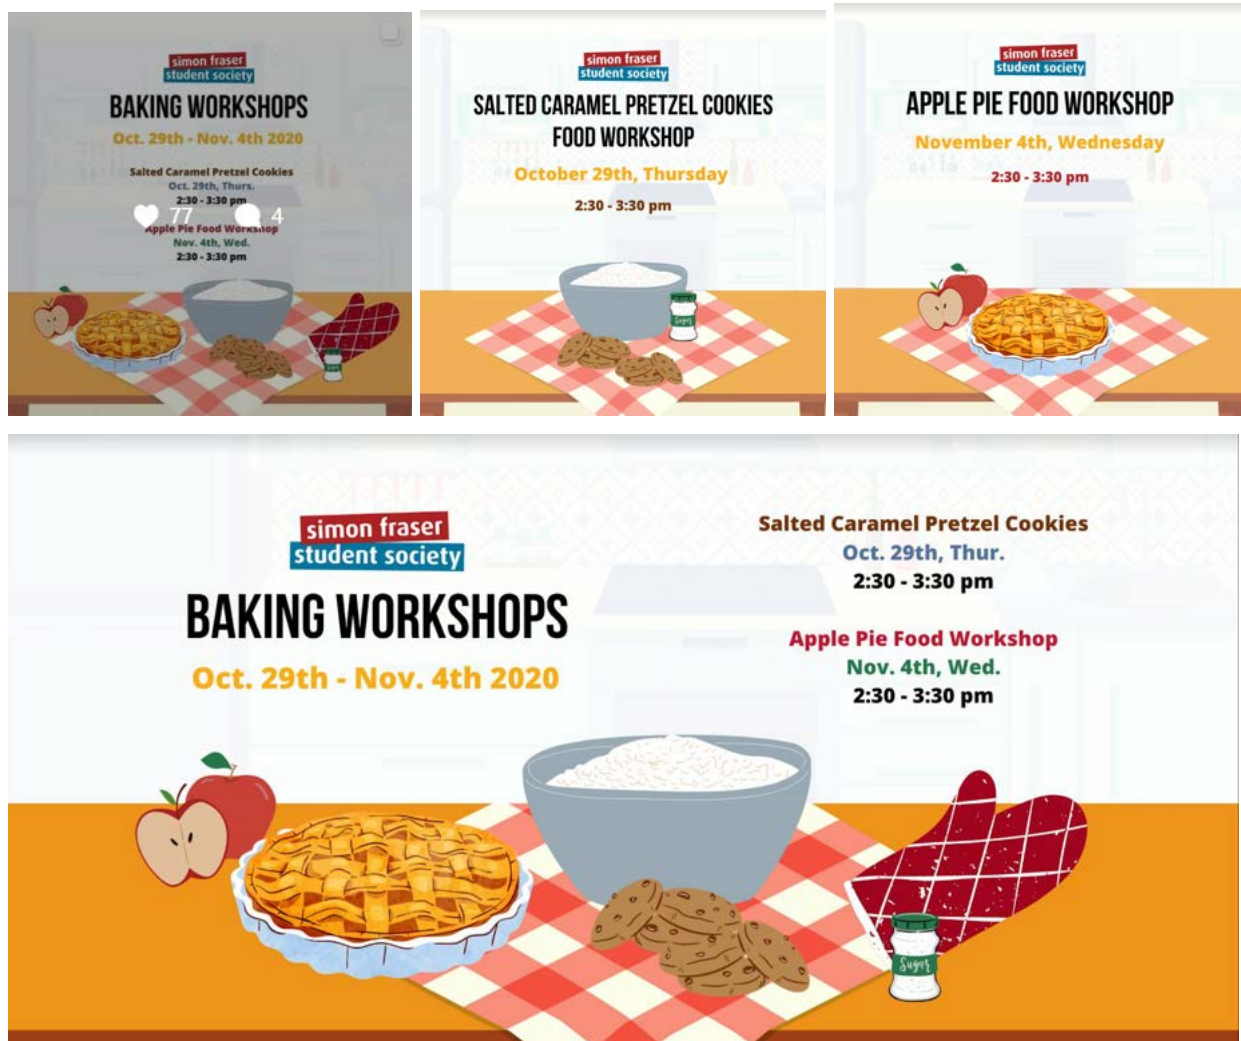 simon fraser
student society
BAKING WORKSHOPS
Oct. 29th - Nov. 4th 2020
Salted Caramel Pretzel Cookies
Oct. 29th, Thurs.
2:30 - 3:30 pm
77 4
Apple Pie Food Workshop
Nov. 4th, Wed.
2:30 - 3:30 pm
simon fraser
student society
SALTED CARAMEL PRETZEL COOKIES
FOOD WORKSHOP
October 29th, Thursday
2:30 - 3:30 pm
Sugar
simon fraser
student society
APPLE PIE FOOD WORKSHOP
November 4th, Wednesday
2:30 - 3:30 pm
simon fraser
student society
BAKING WORKSHOPS
Oct. 29th - Nov. 4th 2020
Salted Caramel Pretzel Cookies
Oct. 29th, Thur.
2:30 - 3:30 pm
Apple Pie Food Workshop
Nov. 4th, Wed.
2:30 - 3:30 pm
Sugar